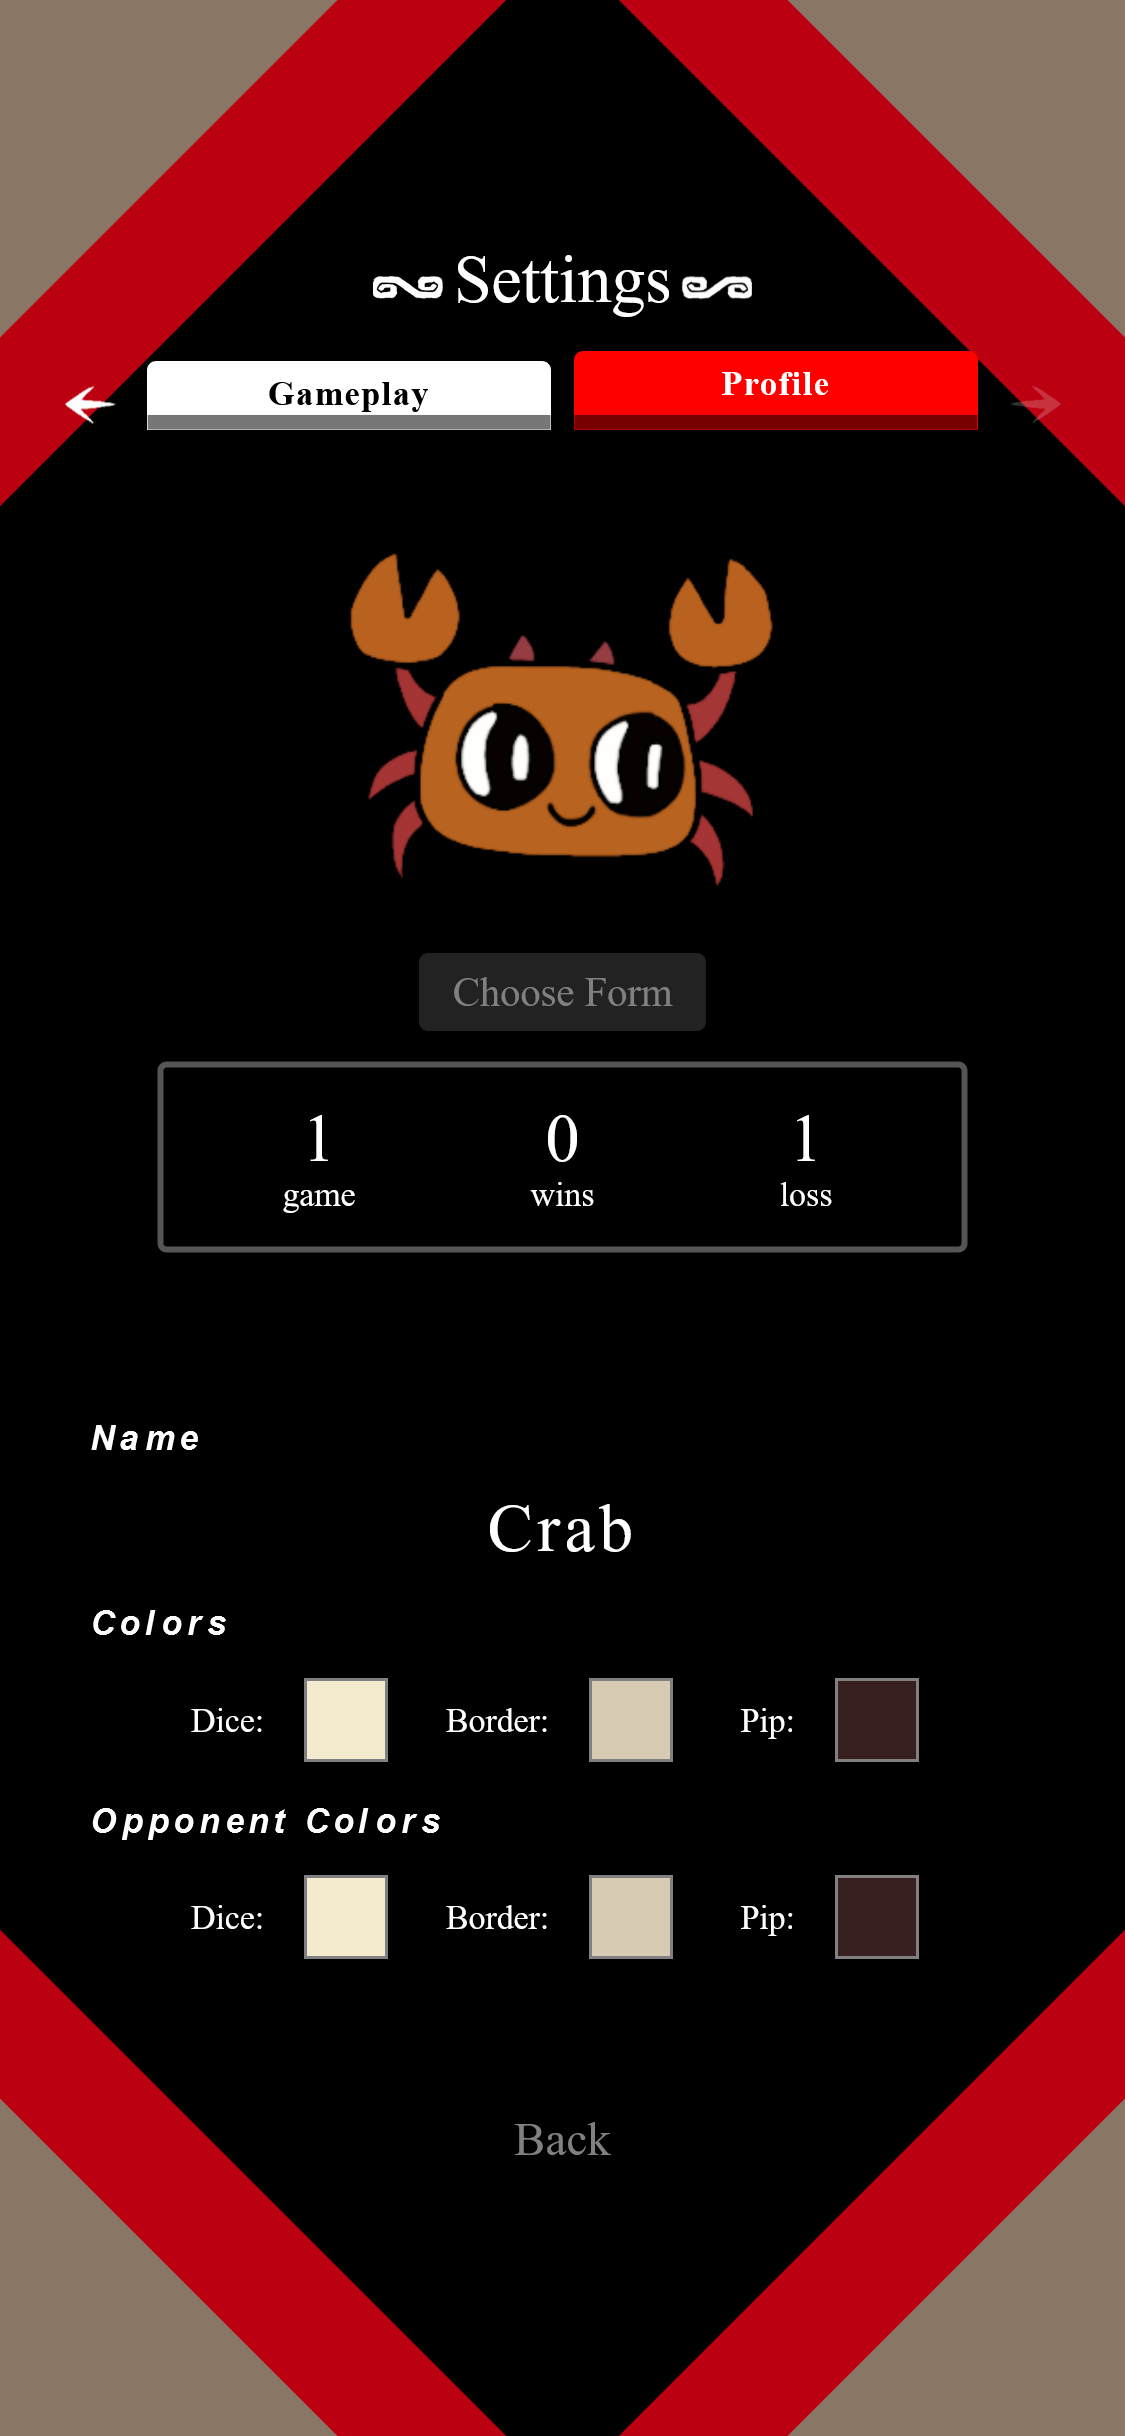 Settings
Gameplay Profile
Choose Form
1 0 1
game wins loss
Name
Crab
Colors
Dice: Border: Pip:
Opponent Colors
Dice: Border: Pip:
Back